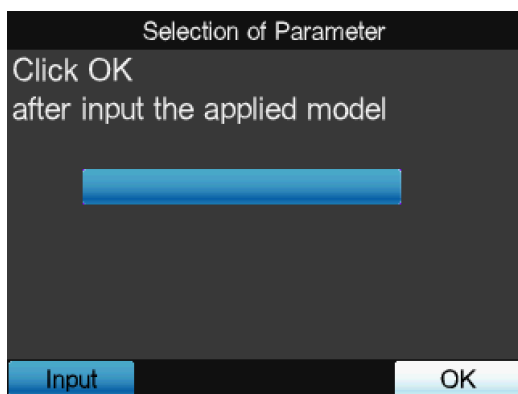 Selection of Parameter
Click OK
after input the applied model
Input
OK